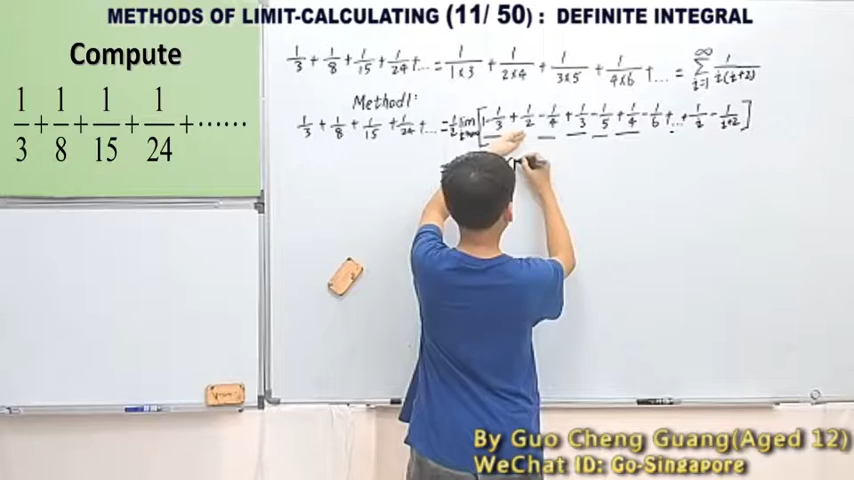 METHODS OF LIMIT-CALCULATING (11/ 50) : DEFINITE INTEGRAL
Compute
1/3 + 1/8 + 1/15 + 1/24 + ······
1/3 + 1/8 + 1/15 + 1/24 + ... = 1/(1×3) + 1/(2×4) + 1/(3×5) + 1/(4×6) + ... = ∑_{i=1}^{∞} 1/(i(i+2))
Method1:
1/3 + 1/8 + 1/15 + 1/24 + ... = 1/2 lim [1 - 1/3 + 1/2 - 1/4 + 1/3 - 1/5 + 1/4 - 1/6 + ... + 1/i - 1/(i+2)]
By Guo Cheng Guang(Aged 12)
WeChat ID: Go-Singapore